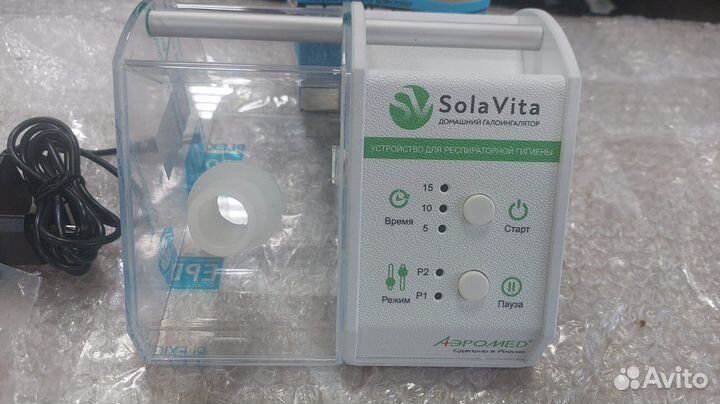 SolaVita
ДОМАШНИЙ ГАЛОИНГАЛЯТОР
УСТРОЙСТВО ДЛЯ РЕСПИРАТОРНОЙ ГИГИЕНЫ
15
10
5
Время
Старт
P2
P1
Режим
Пауза
АЭРОМЕД
Сделано в России
PLEXI
Avito